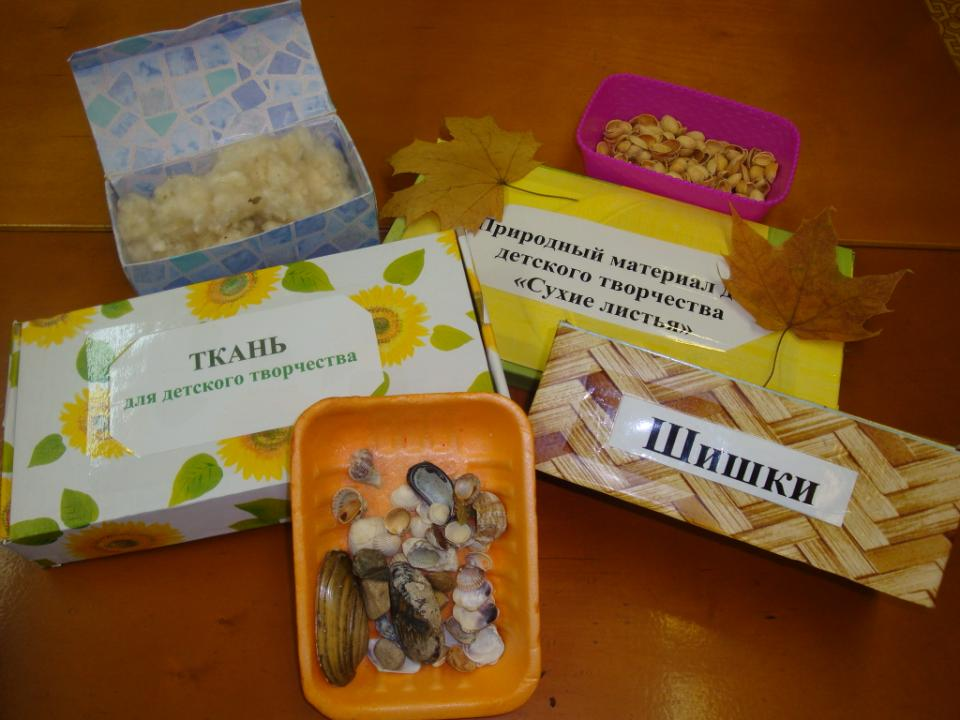 Природный материал д
детского творчества
«Сухие листья»
ТКАНЬ
для детского творчества
Шишки